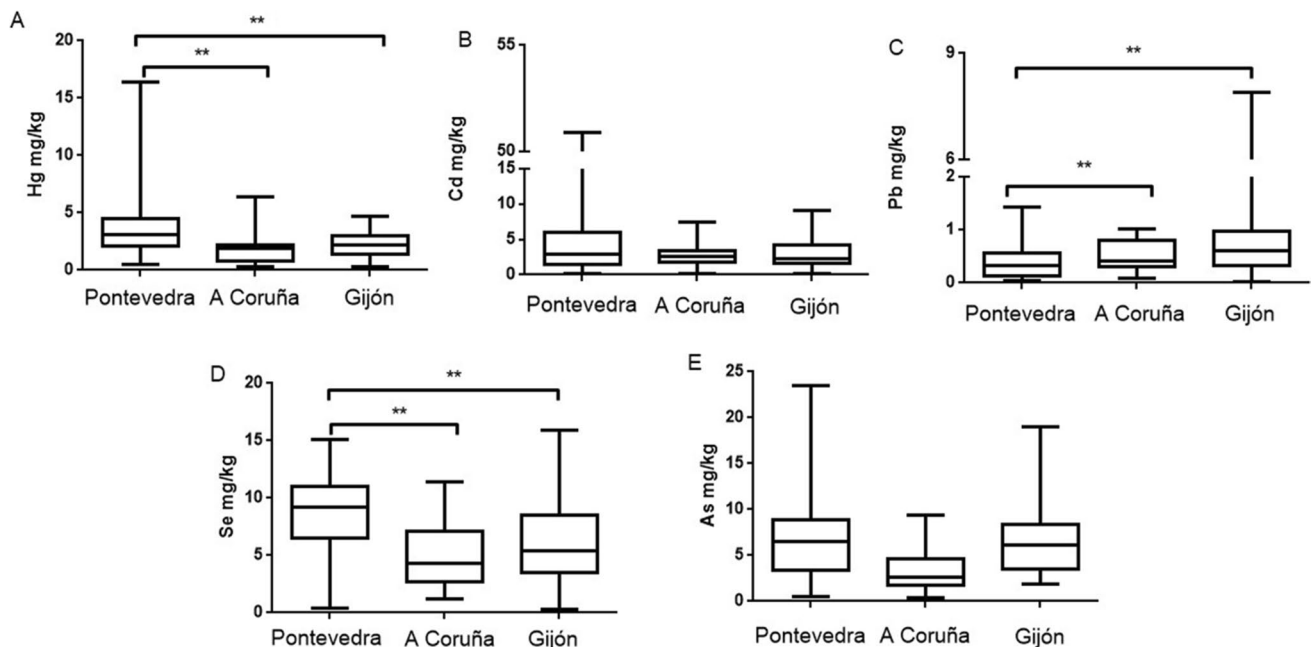 A
Hg mg/kg
20
15
10
5
0
**
**
Pontevedra A Coruña Gijón
B
Cd mg/kg
55
50
15
10
5
0
Pontevedra A Coruña Gijón
C
Pb mg/kg
9
6
2
1
0
**
**
Pontevedra A Coruña Gijón
D
Se mg/kg
20
15
10
5
0
**
**
Pontevedra A Coruña Gijón
E
As mg/kg
25
20
15
10
5
0
Pontevedra A Coruña Gijón